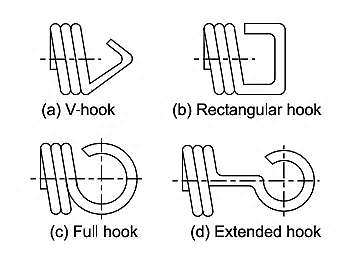 (a) V-hook
(b) Rectangular hook
(c) Full hook
(d) Extended hook